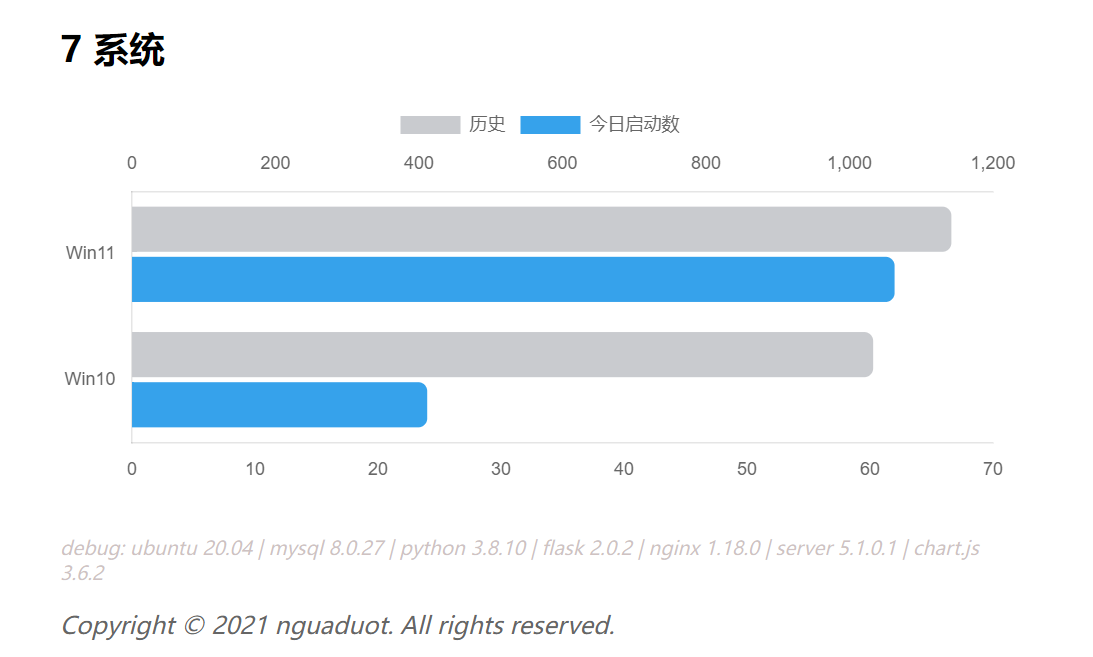 7 系统
历史 今日启动数
0 200 400 600 800 1,000 1,200
Win11
Win10
0 10 20 30 40 50 60 70
debug: ubuntu 20.04 | mysql 8.0.27 | python 3.8.10 | flask 2.0.2 | nginx 1.18.0 | server 5.1.0.1 | chart.js
3.6.2
Copyright © 2021 nguaduot. All rights reserved.